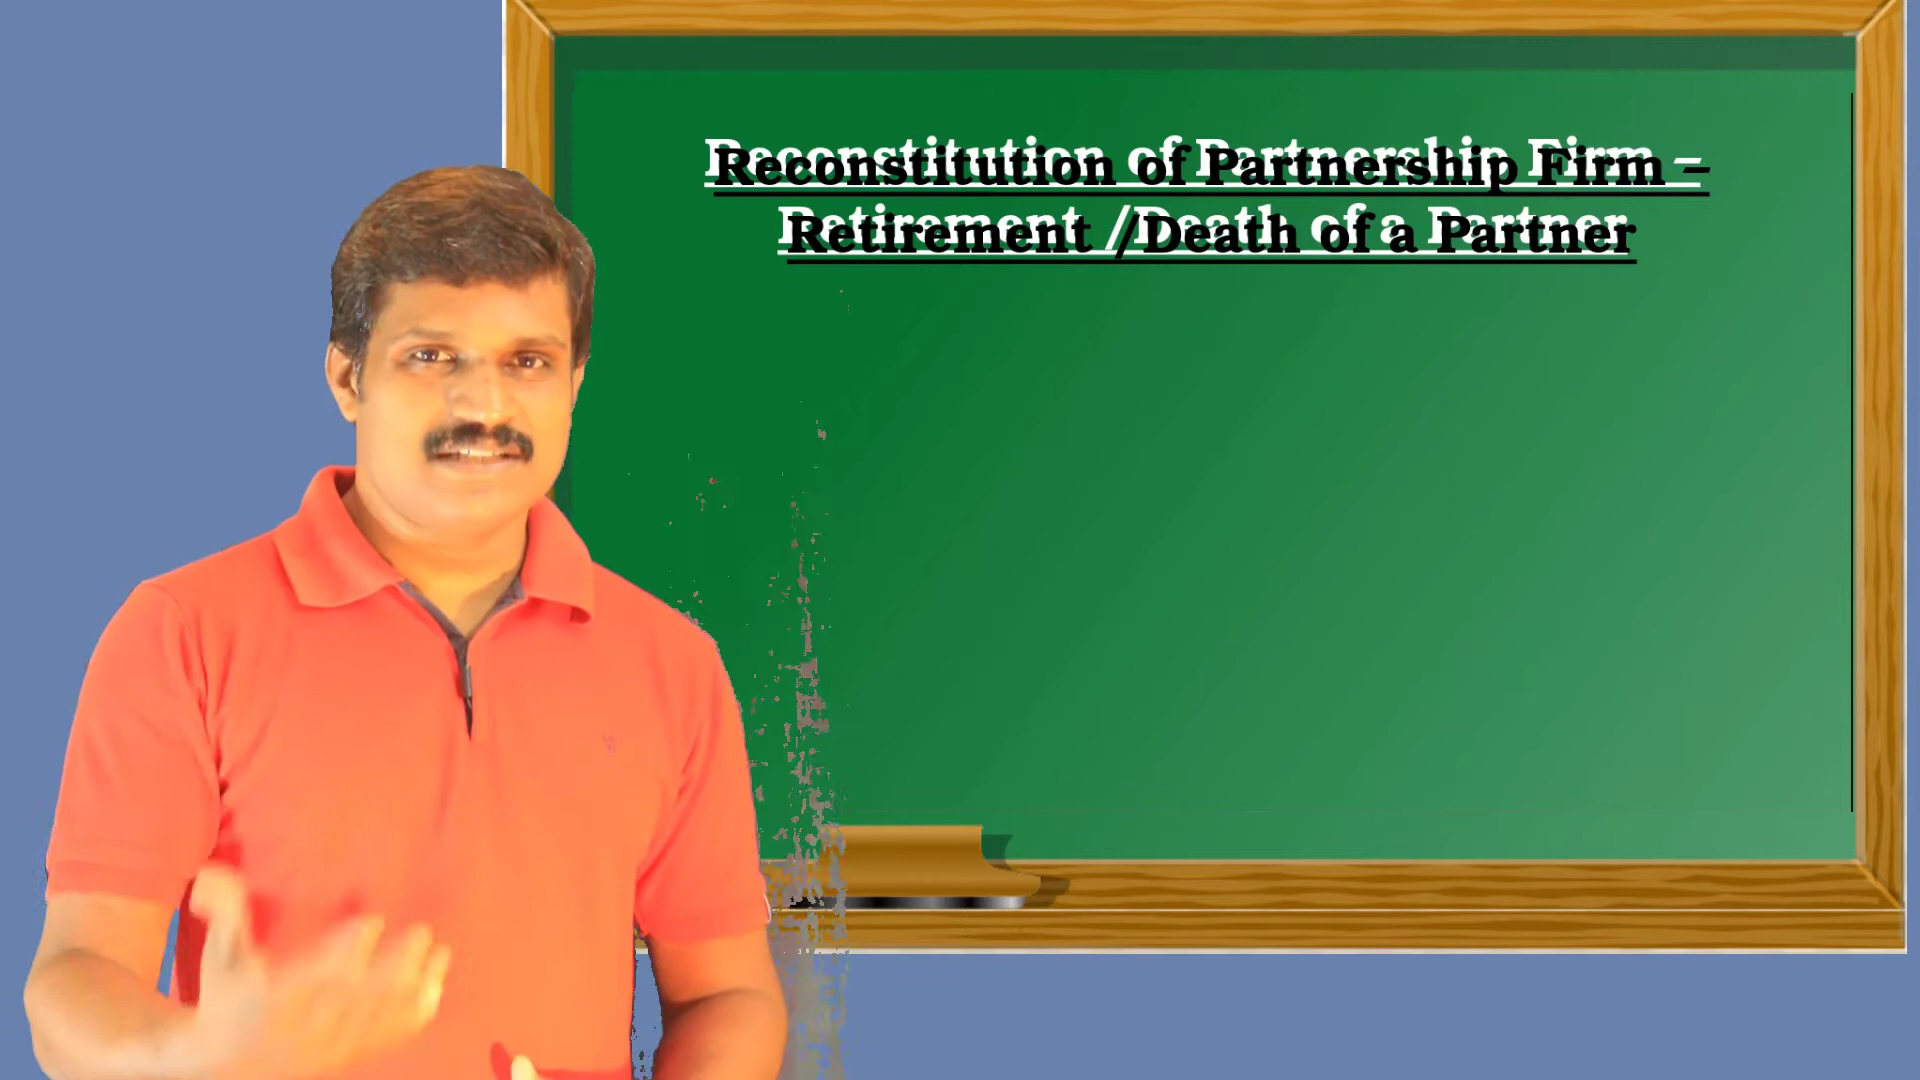 Reconstitution of Partnership Firm –
Retirement /Death of a Partner